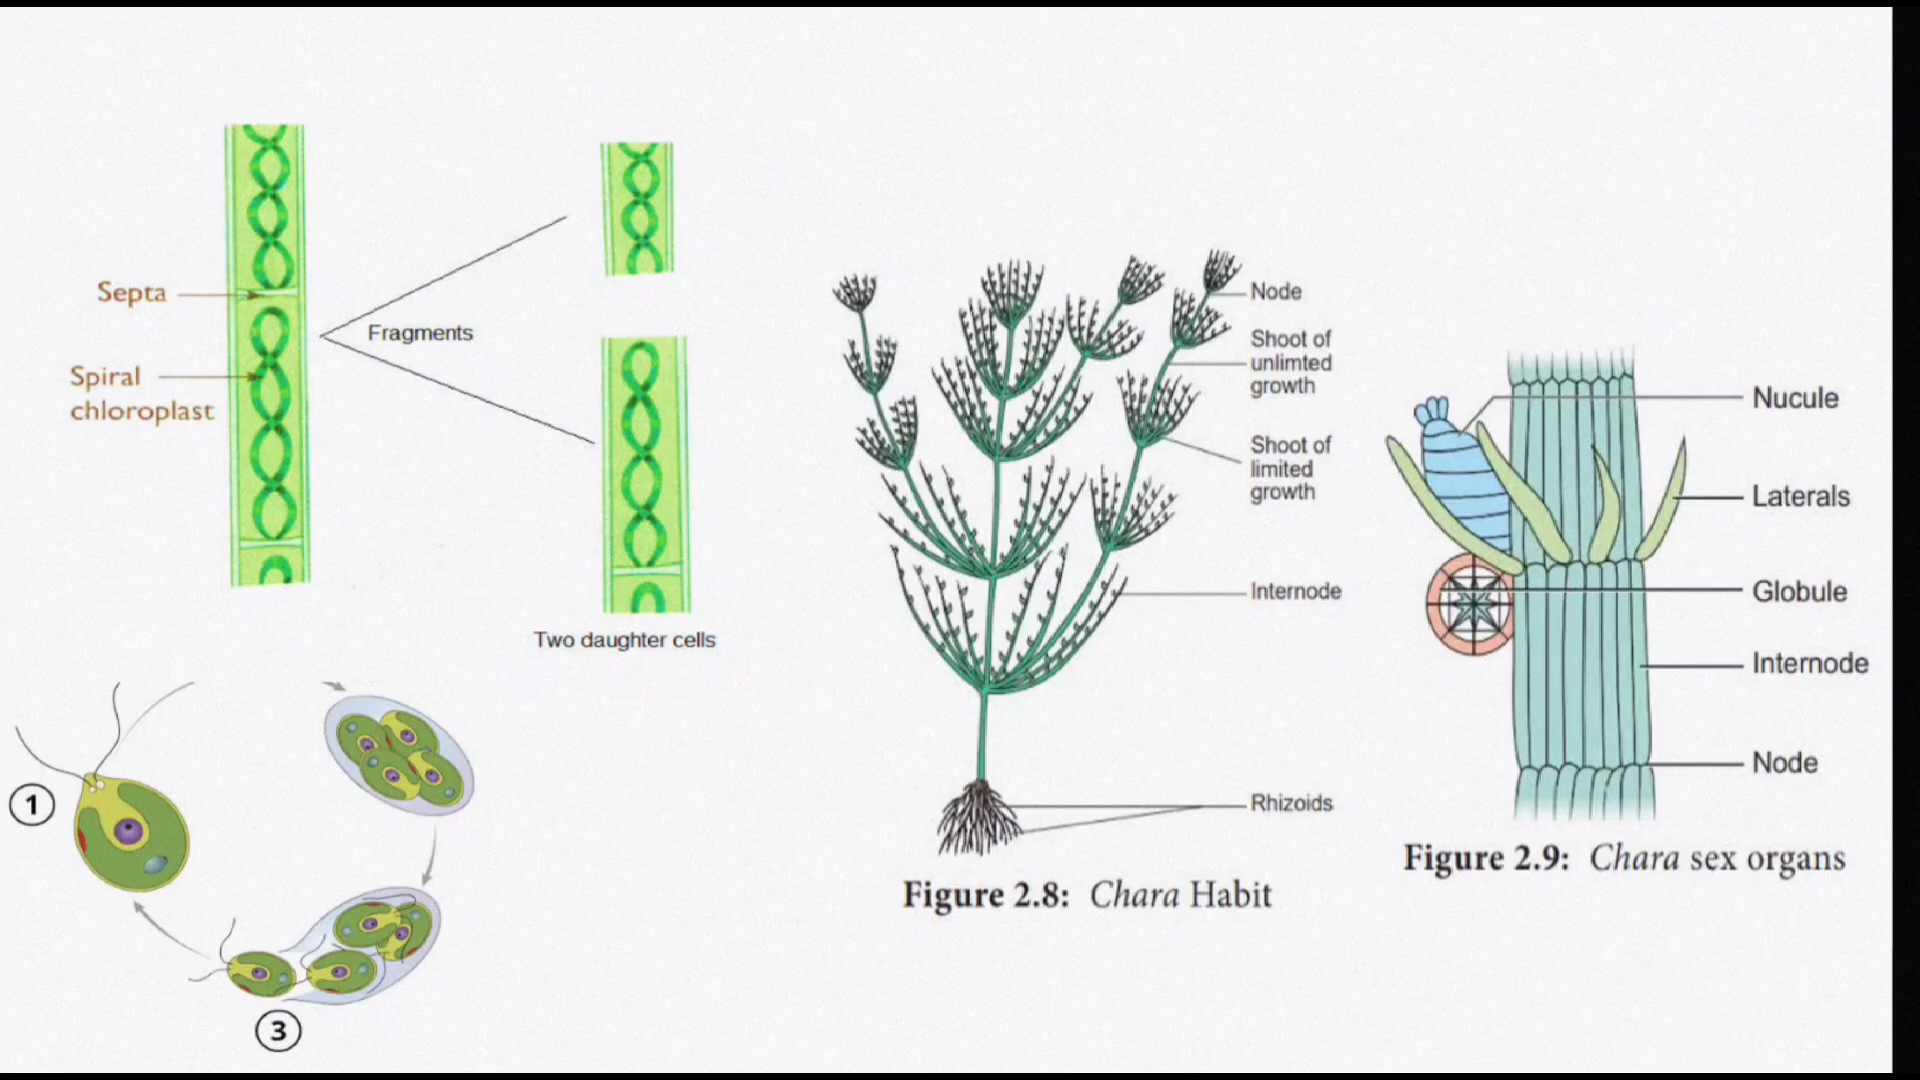 Septa
Spiral
chloroplast
Fragments
Two daughter cells
1
3
Node
Shoot of
unlimted
growth
Shoot of
limited
growth
Internode
Rhizoids
Figure 2.8: Chara Habit
Nucule
Laterals
Globule
Internode
Node
Figure 2.9: Chara sex organs